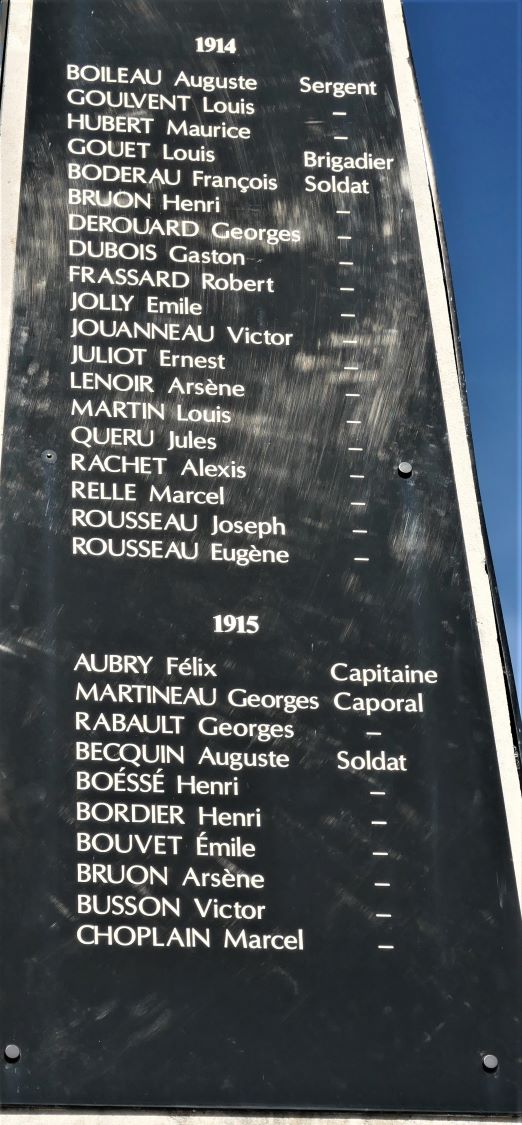 1914
BOILEAU Auguste Sergent
GOULVENT Louis –
HUBERT Maurice –
GOUET Louis Brigadier
BODERAU François Soldat
BRUON Henri –
DEROUARD Georges –
DUBOIS Gaston –
FRASSARD Robert –
JOLLY Emile –
JOUANNEAU Victor –
JULIOT Ernest –
LENOIR Arsène –
MARTIN Louis –
QUERU Jules –
RACHET Alexis –
RELLE Marcel –
ROUSSEAU Joseph –
ROUSSEAU Eugène –
1915
AUBRY Félix Capitaine
MARTINEAU Georges Caporal
RABAULT Georges –
BECQUIN Auguste Soldat
BOÉSSÉ Henri –
BORDIER Henri –
BOUVET Émile –
BRUON Arsène –
BUSSON Victor –
CHOPLAIN Marcel –